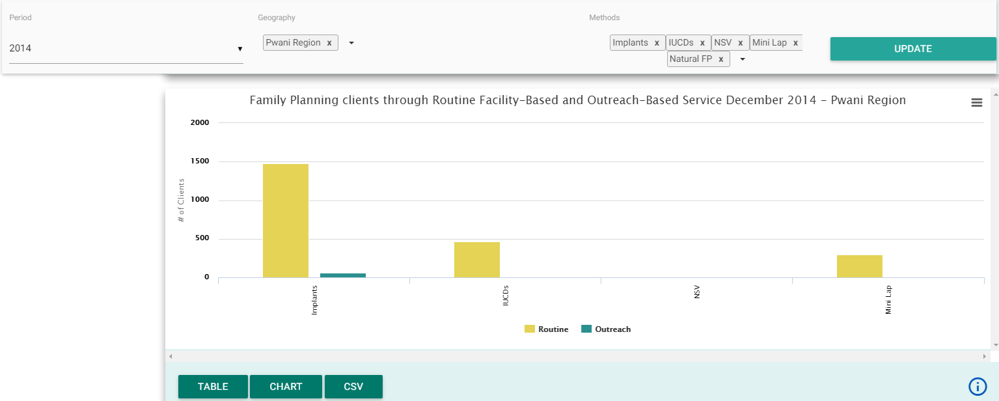 Period
Geography
Methods
2014 ▼
Pwani Region x
Implants x IUCDs x NSV x Mini Lap x
Natural FP x
UPDATE
Family Planning clients through Routine Facility-Based and Outreach-Based Service December 2014 - Pwani Region
# of Clients
2000
1500
1000
500
0
Implants
IUCDs
NSV
Mini Lap
Routine
Outreach
TABLE
CHART
CSV
i